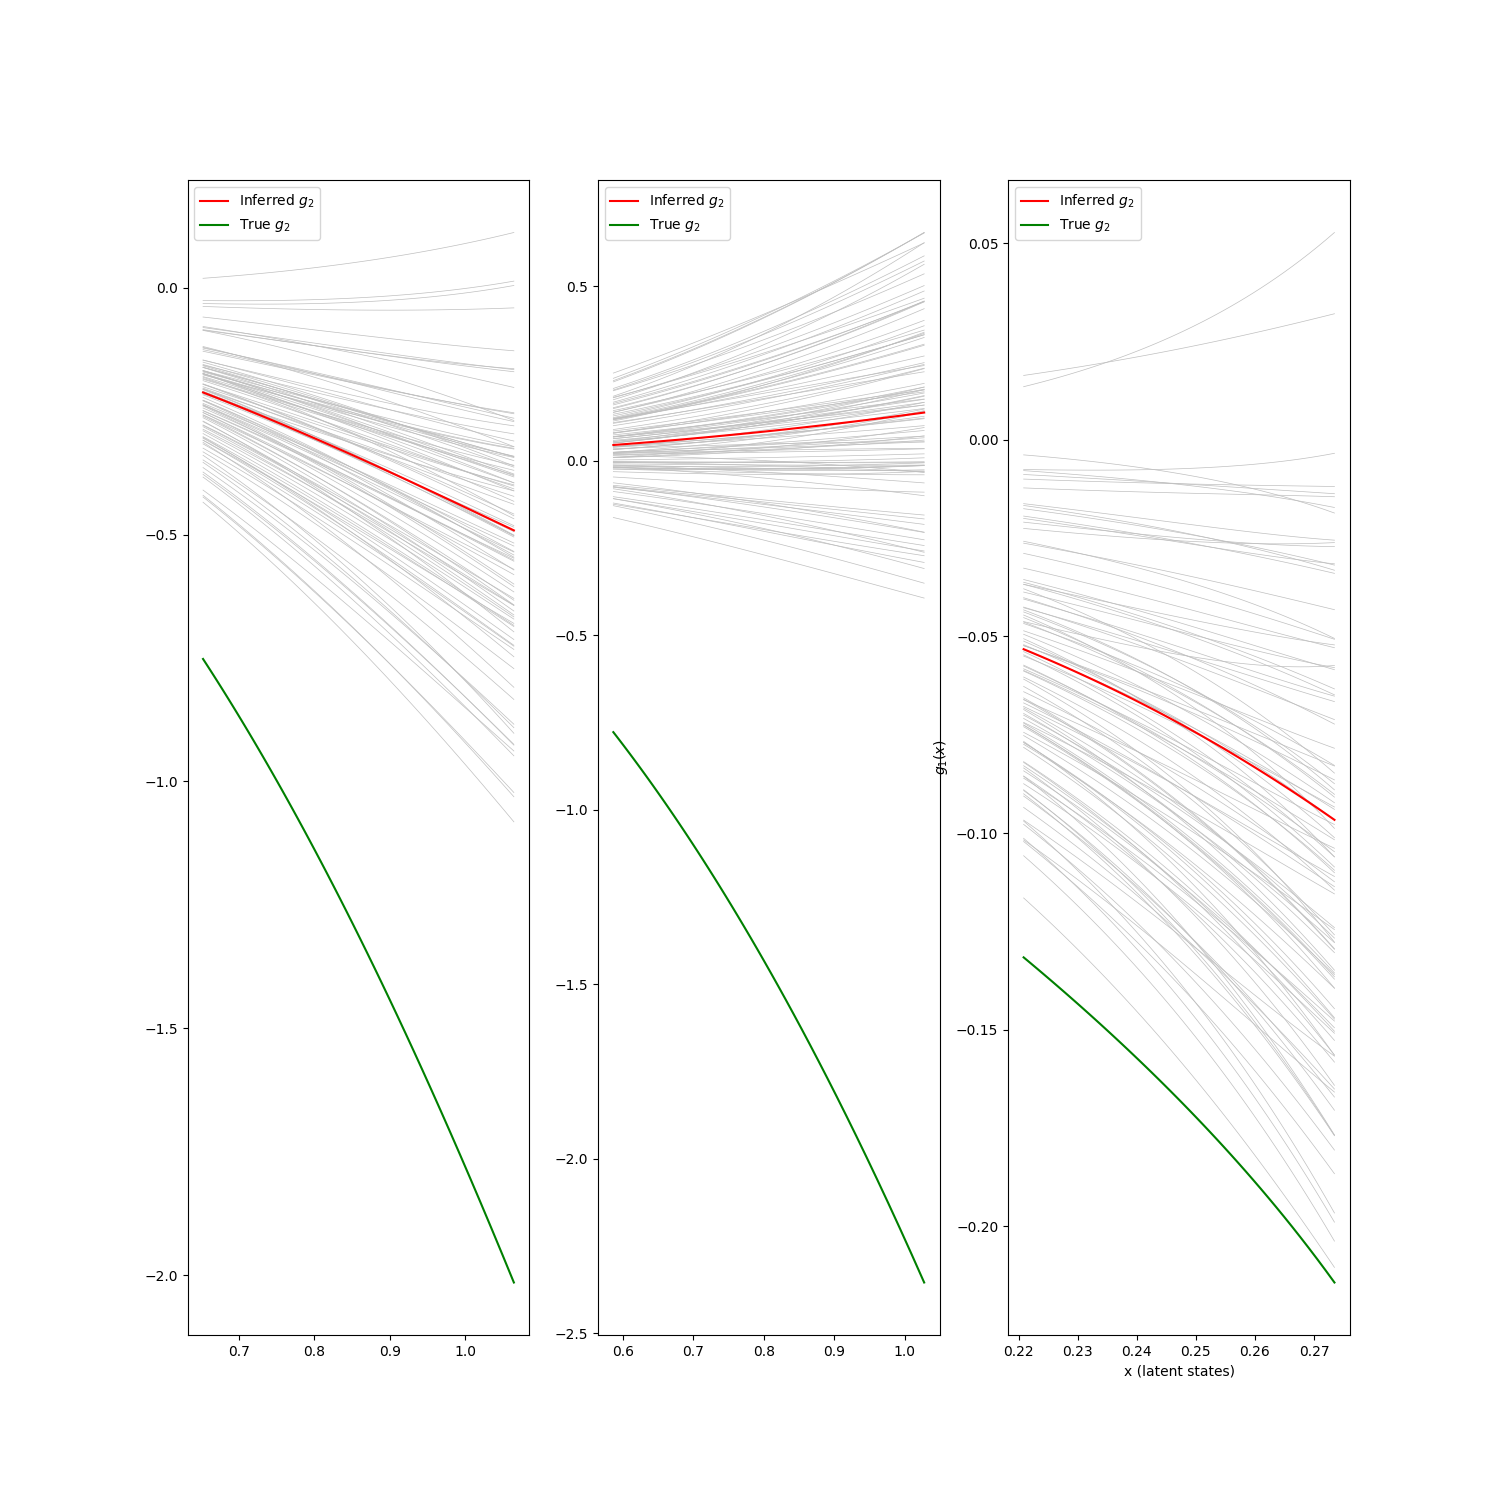 Inferred g₂
True g₂
0.0
−0.5
−1.0
−1.5
−2.0
0.7 0.8 0.9 1.0
Inferred g₂
True g₂
0.5
0.0
−0.5
−1.0
−1.5
−2.0
−2.5
0.6 0.7 0.8 0.9 1.0
g₁(x)
Inferred g₂
True g₂
0.05
0.00
−0.05
−0.10
−0.15
−0.20
0.22 0.23 0.24 0.25 0.26 0.27
x (latent states)